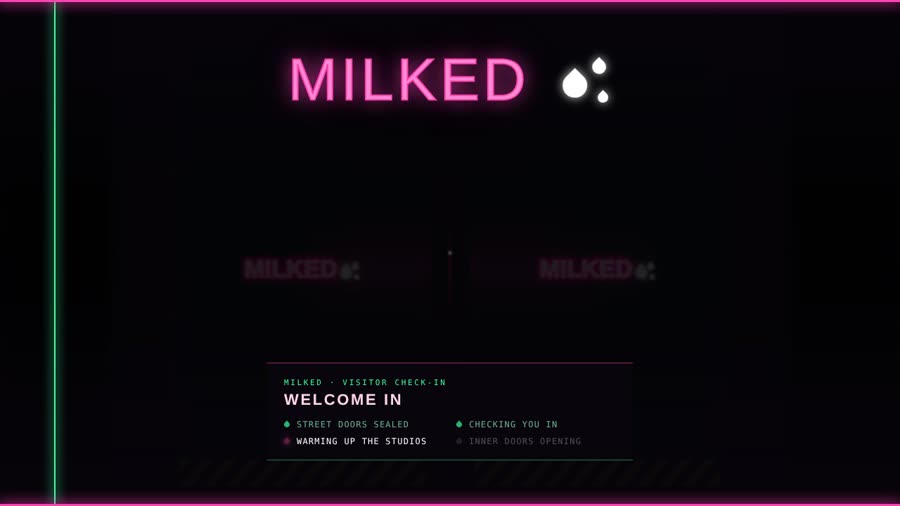 MILKED
MILKED MILKED
MILKED · VISITOR CHECK-IN
WELCOME IN
STREET DOORS SEALED CHECKING YOU IN
WARMING UP THE STUDIOS INNER DOORS OPENING